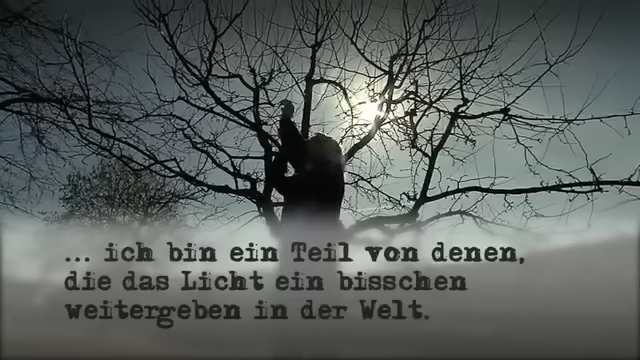 ... ich bin ein Teil von denen,
die das Licht ein bisschen
weitergeben in der Welt.